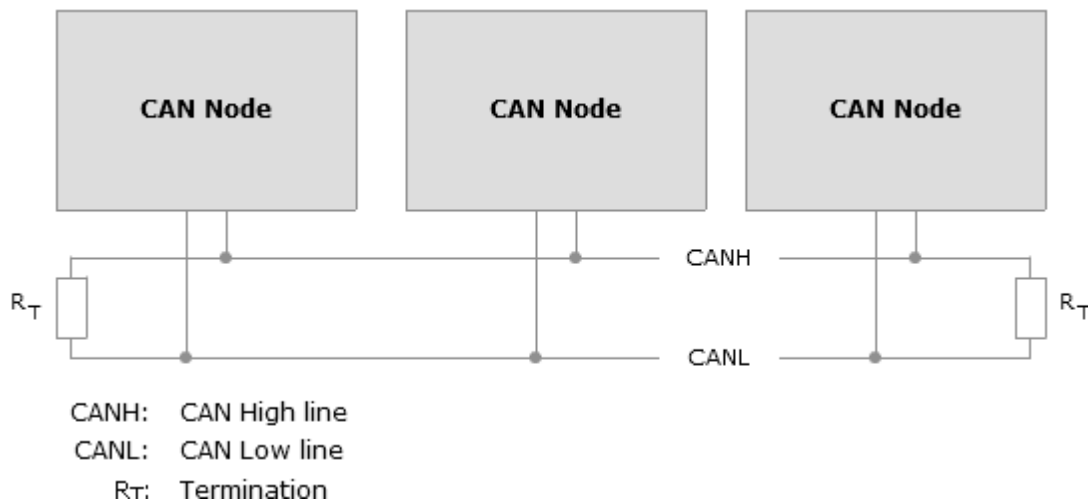 CAN Node CAN Node CAN Node
CANH
R_T R_T
CANL
CANH: CAN High line
CANL: CAN Low line
R_T: Termination